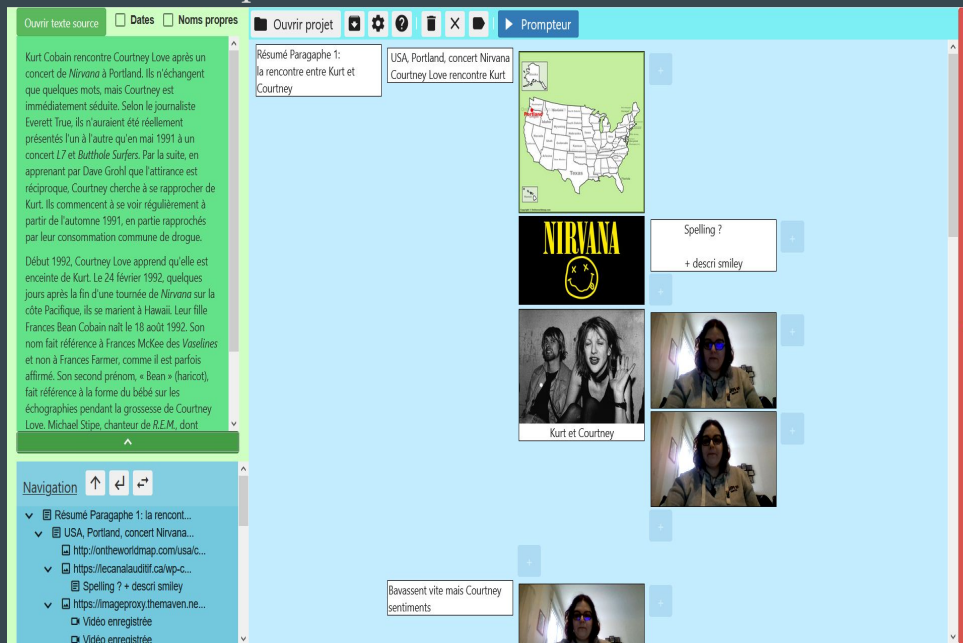 Ouvrir texte source
Dates
Noms propres
Ouvrir projet
Prompteur
Kurt Cobain rencontre Courtney Love après un
concert de Nirvana à Portland. Ils n'échangent
que quelques mots, mais Courtney est
immédiatement séduite. Selon le journaliste
Everett True, ils n'auraient été réellement
présentés l'un à l'autre qu'en mai 1991 à un
concert L7 et Butthole Surfers. Par la suite, en
apprenant par Dave Grohl que l'attirance est
réciproque, Courtney cherche à se rapprocher de
Kurt. Ils commencent à se voir régulièrement à
partir de l'automne 1991, en partie rapprochés
par leur consommation commune de drogue.
Début 1992, Courtney Love apprend qu'elle est
enceinte de Kurt. Le 24 février 1992, quelques
jours après la fin d'une tournée de Nirvana sur la
côte Pacifique, ils se marient à Hawaii. Leur fille
Frances Bean Cobain naît le 18 août 1992. Son
nom fait référence à Frances McKee des Vaselines
et non à Frances Farmer, comme il est parfois
affirmé. Son second prénom, « Bean » (haricot),
fait référence à la forme du bébé sur les
échographies pendant la grossesse de Courtney
Love. Michael Stipe, chanteur de R.E.M., dont
Navigation
Résumé Paragaphe 1: la rencont...
USA, Portland, concert Nirvana...
http://ontheworldmap.com/usa/c...
https://lecanalauditif.ca/wp-c...
Spelling ? + descri smiley
https://imageproxy.themaven.ne...
Vidéo enregistrée
Vidéo enregistrée
Résumé Paragaphe 1:
la rencontre entre Kurt et
Courtney
USA, Portland, concert Nirvana
Courtney Love rencontre Kurt
Portland
Texas
NIRVANA
Spelling ?
+ descri smiley
Kurt et Courtney
Bavassent vite mais Courtney
sentiments